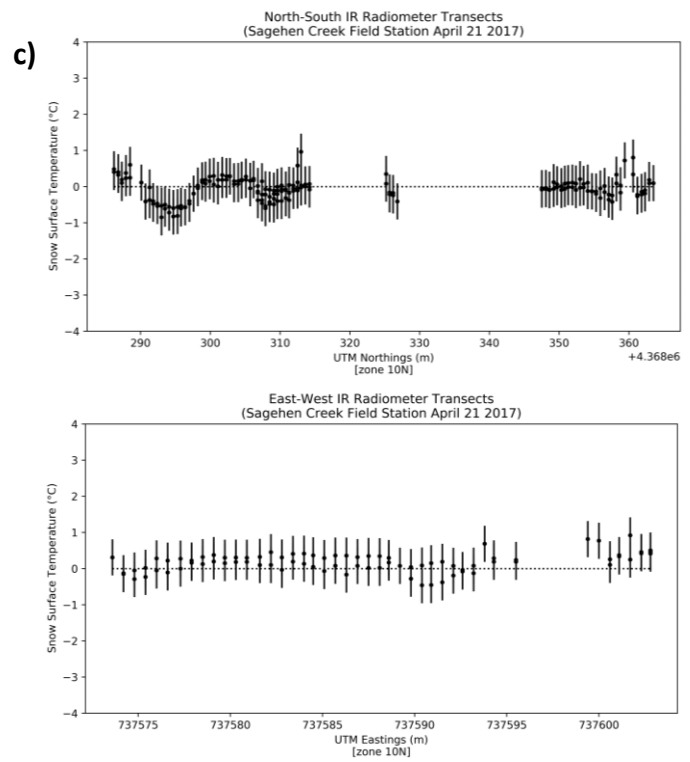 c)
North-South IR Radiometer Transects
(Sagehen Creek Field Station April 21 2017)
4
3
2
1
0
−1
−2
−3
−4
Snow Surface Temperature (°C)
290 300 310 320 330 340 350 360
+4.368e6
UTM Northings (m)
[zone 10N]
East-West IR Radiometer Transects
(Sagehen Creek Field Station April 21 2017)
4
3
2
1
0
−1
−2
−3
−4
Snow Surface Temperature (°C)
737575 737580 737585 737590 737595 737600
UTM Eastings (m)
[zone 10N]